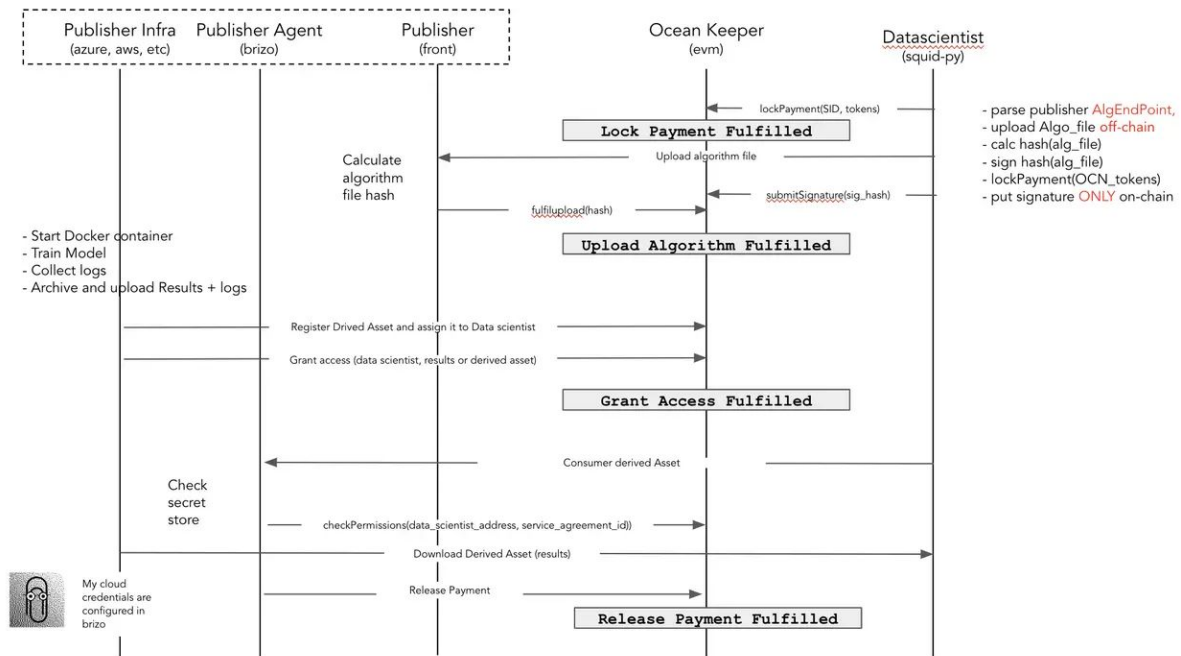 Publisher Infra
(azure, aws, etc)
Publisher Agent
(brizo)
Publisher
(front)
Ocean Keeper
(evm)
Datascientist
(squid-py)
lockPayment(SID, tokens)
- parse publisher AlgEndPoint,
- upload Algo_file off-chain
- calc hash(alg_file)
- sign hash(alg_file)
- lockPayment(OCN_tokens)
- put signature ONLY on-chain
Lock Payment Fulfilled
Upload algorithm file
Calculate
algorithm
file hash
submitSignature(sig_hash)
fulfilupload(hash)
Upload Algorithm Fulfilled
- Start Docker container
- Train Model
- Collect logs
- Archive and upload Results + logs
Register Drived Asset and assign it to Data scientist
Grant access (data scientist, results or derived asset)
Grant Access Fulfilled
Consumer derived Asset
Check
secret
store
checkPermissions(data_scientist_address, service_agreement_id))
Download Derived Asset (results)
My cloud
credentials are
configured in
brizo
Release Payment
Release Payment Fulfilled